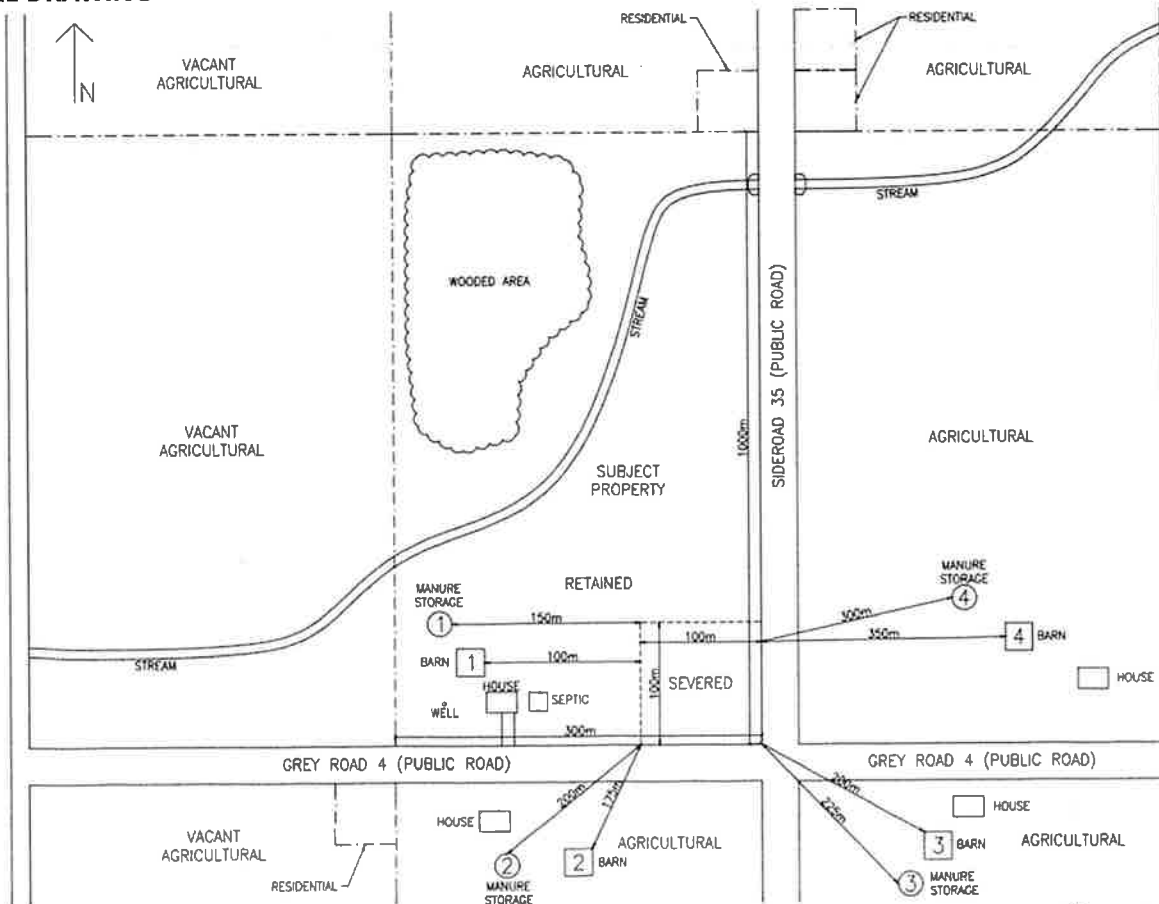 RESIDENTIAL
RESIDENTIAL
N
VACANT
AGRICULTURAL
AGRICULTURAL
AGRICULTURAL
STREAM
WOODED AREA
STREAM
SIDEROAD 35 (PUBLIC ROAD)
1000m
VACANT
AGRICULTURAL
SUBJECT
PROPERTY
AGRICULTURAL
RETAINED
MANURE
STORAGE
1
150m
MANURE
STORAGE
4
300m
100m
350m
4
BARN
BARN
1
100m
100m
SEVERED
HOUSE
SEPTIC
WELL
HOUSE
STREAM
300m
GREY ROAD 4 (PUBLIC ROAD)
GREY ROAD 4 (PUBLIC ROAD)
200m
175m
200m
225m
HOUSE
HOUSE
VACANT
AGRICULTURAL
AGRICULTURAL
AGRICULTURAL
2
MANURE
STORAGE
2
BARN
3
BARN
3
MANURE
STORAGE
RESIDENTIAL